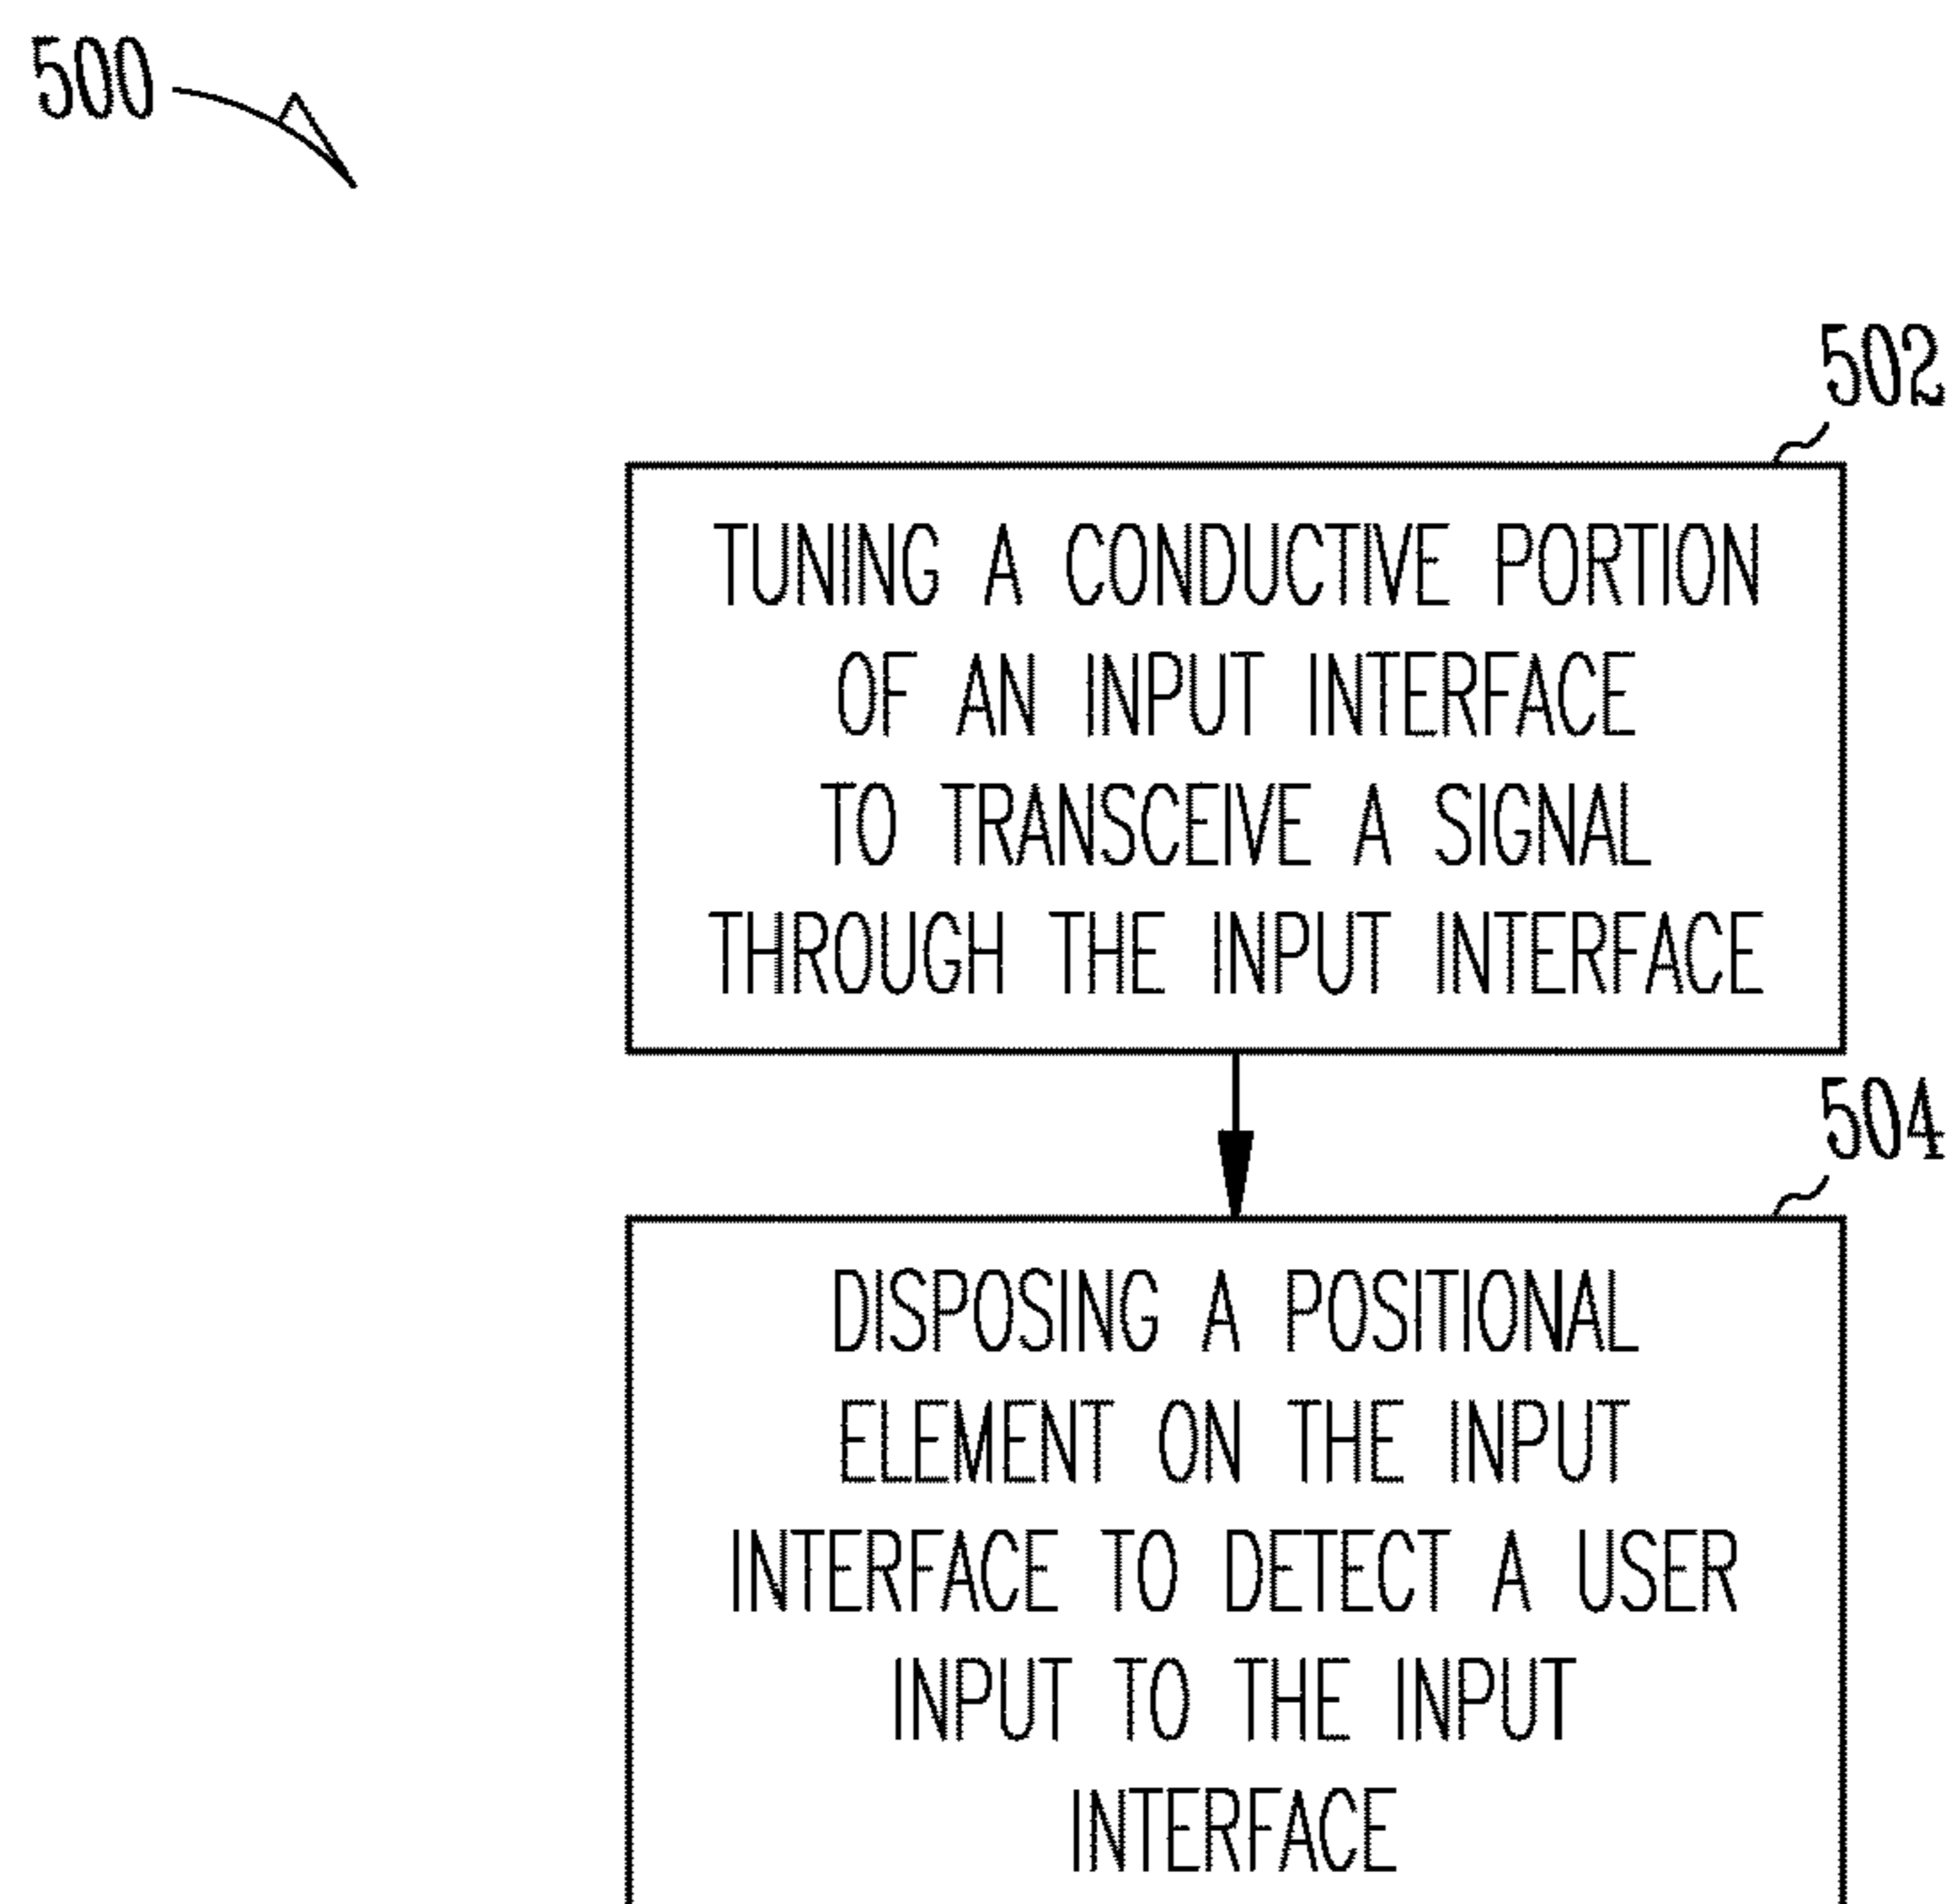 500
502
TUNING A CONDUCTIVE PORTION
OF AN INPUT INTERFACE
TO TRANSCEIVE A SIGNAL
THROUGH THE INPUT INTERFACE
504
DISPOSING A POSITIONAL
ELEMENT ON THE INPUT
INTERFACE TO DETECT A USER
INPUT TO THE INPUT
INTERFACE